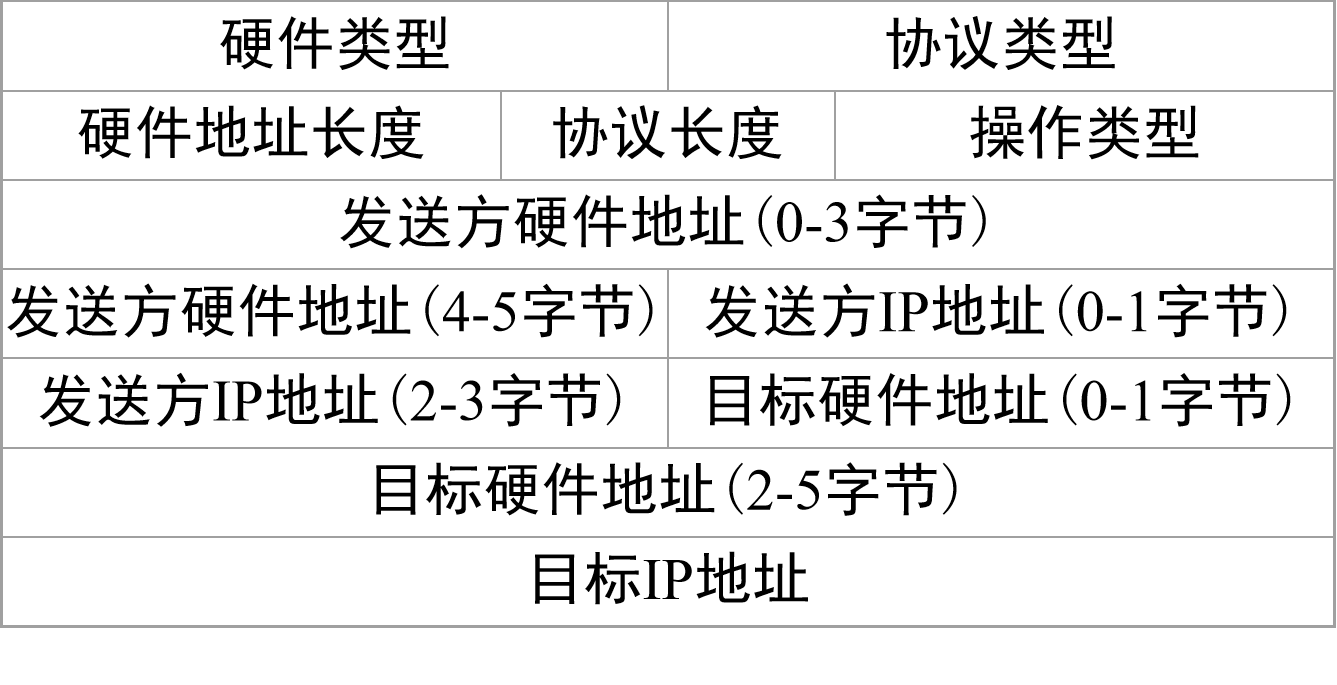 硬件类型 协议类型
硬件地址长度 协议长度 操作类型
发送方硬件地址(0-3字节)
发送方硬件地址(4-5字节) 发送方IP地址(0-1字节)
发送方IP地址(2-3字节) 目标硬件地址(0-1字节)
目标硬件地址(2-5字节)
目标IP地址